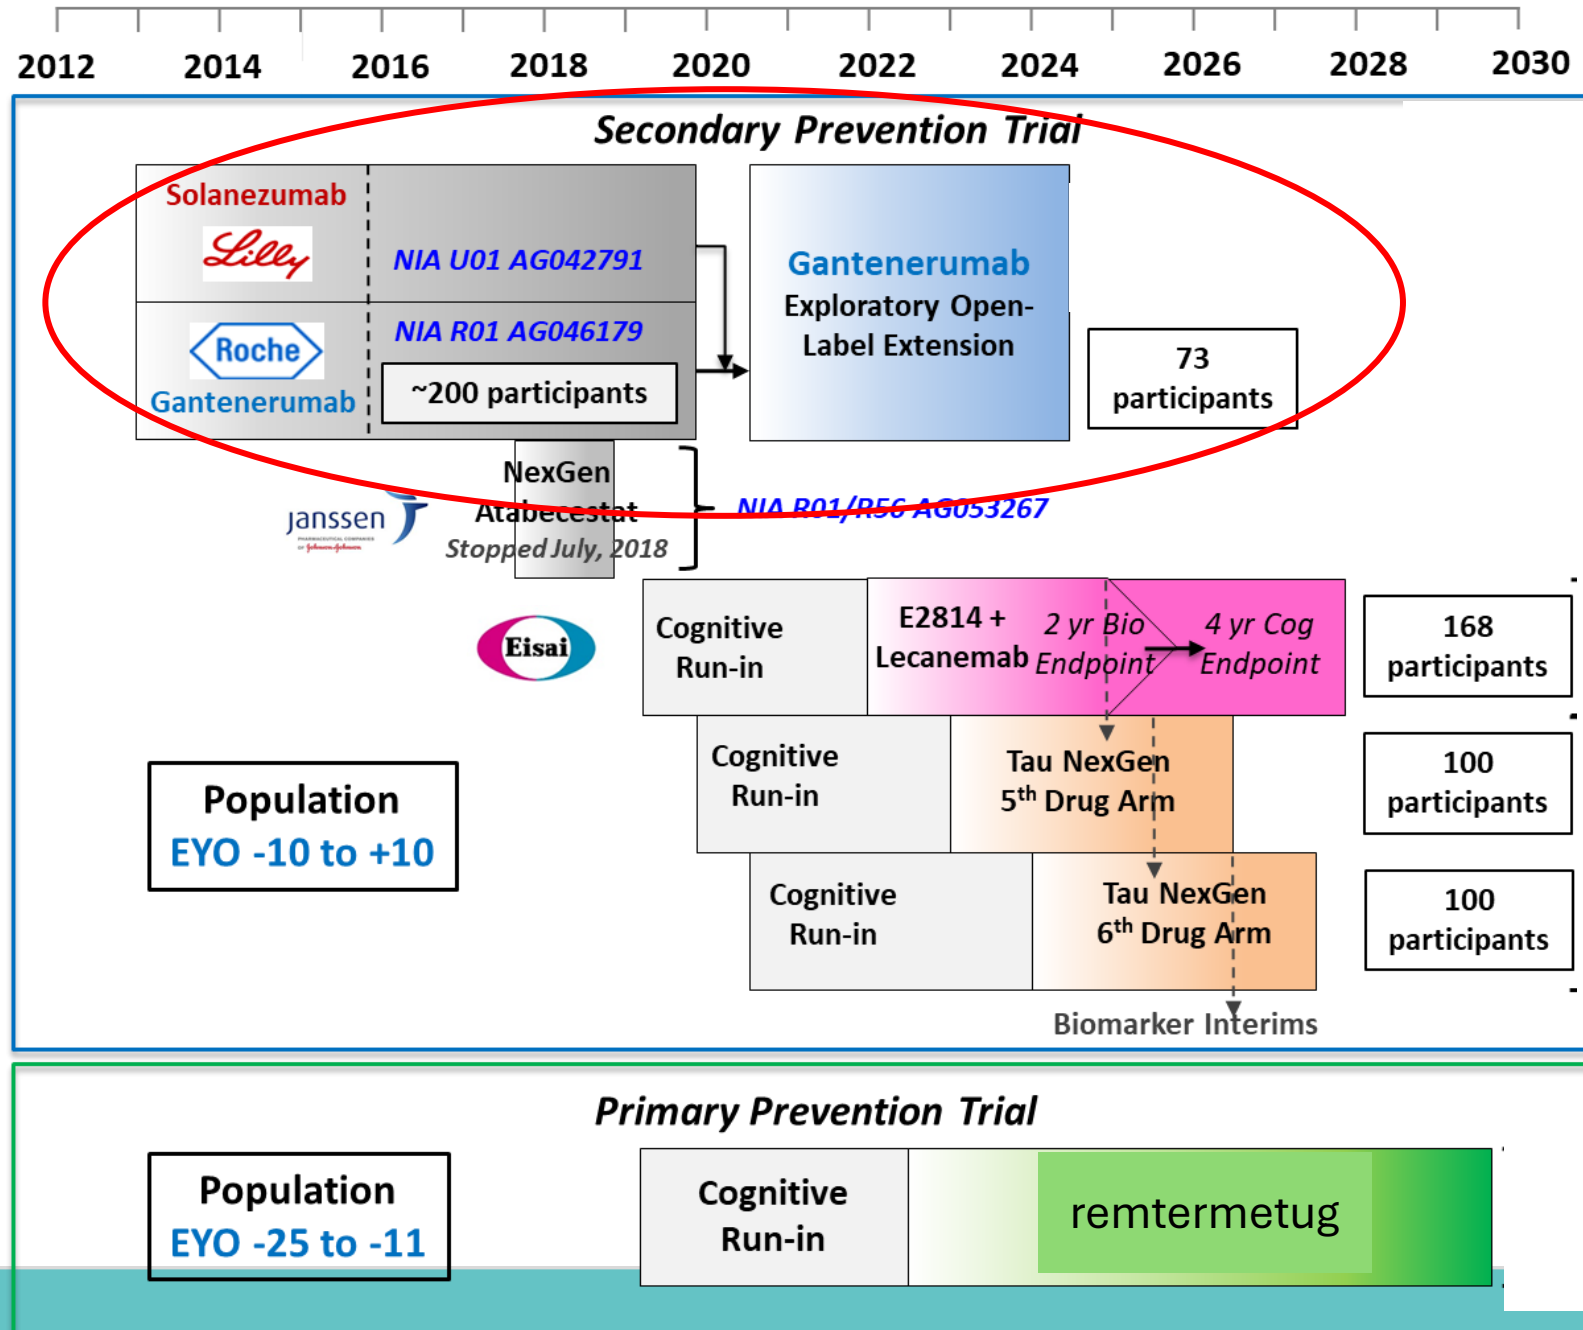 2012 2014 2016 2018 2020 2022 2024 2026 2028 2030
Secondary Prevention Trial
Solanezumab
Lilly
NIA U01 AG042791
NIA R01 AG046179
Roche
Gantenerumab
~200 participants
Gantenerumab
Exploratory Open-
Label Extension
73
participants
NexGen
Atabecestat
Stopped July, 2018
janssen
PHARMACEUTICAL COMPANIES
OF Johnson & Johnson
NIA R01/R56 AG053267
Eisai
Cognitive
Run-in
E2814 +
Lecanemab
2 yr Bio
Endpoint
4 yr Cog
Endpoint
168
participants
Cognitive
Run-in
Tau NexGen
5th Drug Arm
100
participants
Population
EYO -10 to +10
Cognitive
Run-in
Tau NexGen
6th Drug Arm
100
participants
Biomarker Interims
Primary Prevention Trial
Population
EYO -25 to -11
Cognitive
Run-in
remtermetug